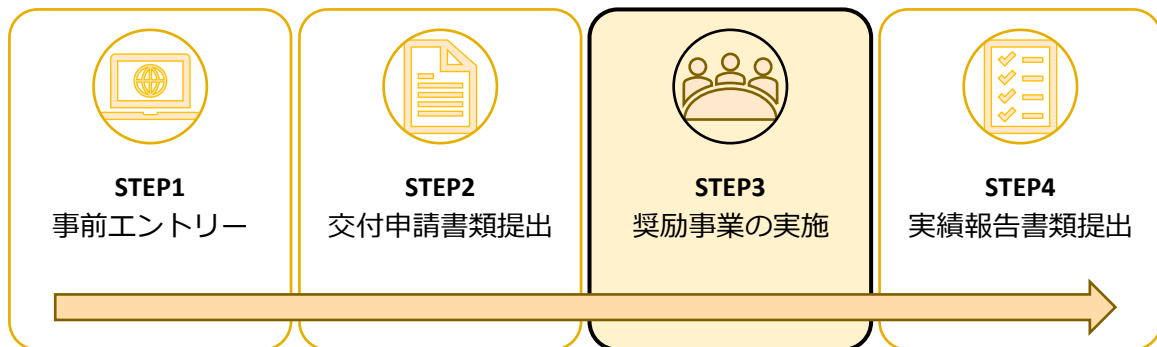 STEP1
事前エントリー
STEP2
交付申請書類提出
STEP3
奨励事業の実施
STEP4
実績報告書類提出